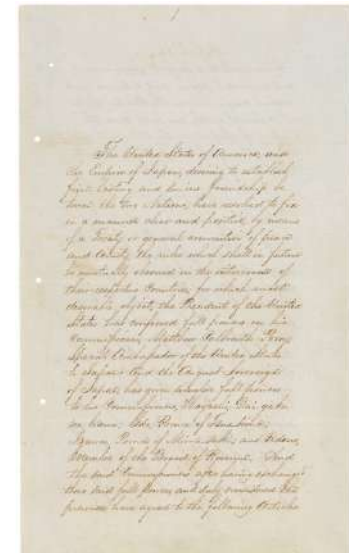 The United States of America, and
the Empire of Japan, desiring to establish
firm, lasting and sincere friendship be
tween the two Nations, have resolved to fix
in a manner clear and positive, by means
of a Treaty or general convention of peace
and Amity, the rules which shall in future
be mutually observed in the intercourse of
their respective Countries; for which most
desirable object, the President of the United
States has conferred full powers on his
Commissioner, Matthew Calbraith Perry
Special Ambassador of the United States
to Japan: And the August Sovereign
of Japan, has given similar full powers
to his Commissioners, Hayashi, Dai-gaku
no-kami; Ido, Prince of Tsus-Sima;
Izawa, Prince of Mima-saki; and Udono,
Member of the Board of Revenue. And
the said Commissioners after having exchanged
their said full powers, and duly considered the
premises, have agreed to the following Articles